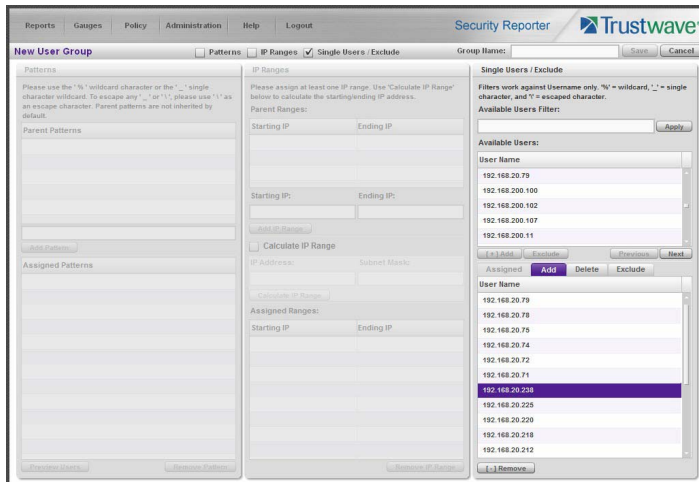 Reports Gauges Policy Administration Help Logout
Security Reporter Trustwave
New User Group
Patterns IP Ranges Single Users / Exclude
Group Name: Save Cancel
Patterns
Please use the '%' wildcard character or the '_' single
character wildcard. To escape any '_' or '\', please use '\' as
an escape character. Parent patterns are not inherited by
default.
Parent Patterns
Add Pattern
Assigned Patterns
Preview Users Remove Pattern
IP Ranges
Please assign at least one IP range. Use 'Calculate IP Range'
below to calculate the starting/ending IP address.
Parent Ranges:
Starting IP Ending IP
Starting IP: Ending IP:
Add IP Range
Calculate IP Range
IP Address: Subnet Mask:
Calculate IP Range
Assigned Ranges:
Starting IP Ending IP
Remove IP Range
Single Users / Exclude
Filters work against Username only. '%' = wildcard, '_' = single
character, and '\' = escaped character.
Available Users Filter:
Apply
Available Users:
User Name
192.168.20.79
192.168.200.100
192.168.200.102
192.168.200.107
192.168.200.11
[+] Add Exclude Previous Next
Assigned Add Delete Exclude
User Name
192.168.20.79
192.168.20.78
192.168.20.75
192.168.20.74
192.168.20.72
192.168.20.71
192.168.20.238
192.168.20.225
192.168.20.220
192.168.20.218
192.168.20.212
[-] Remove